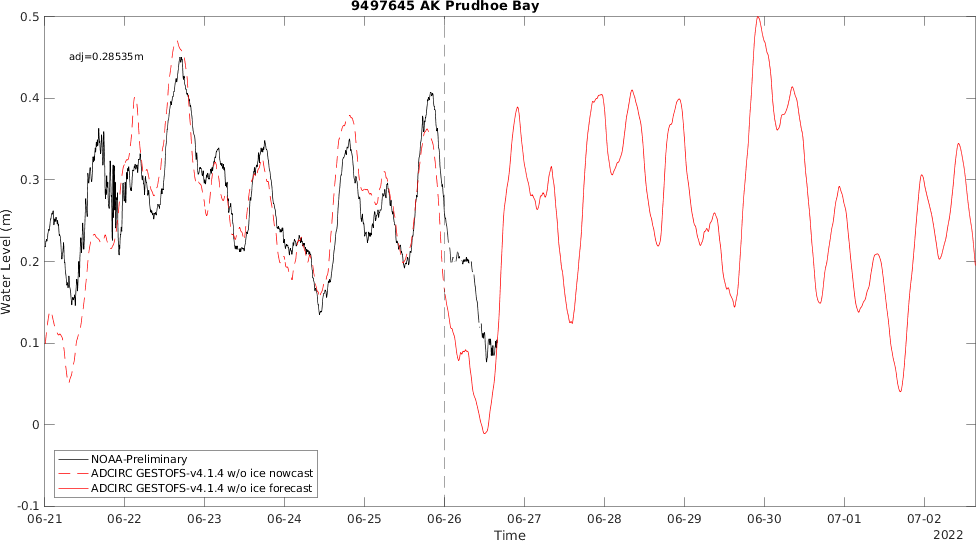 9497645 AK Prudhoe Bay
adj=0.28535m
0.5
0.4
0.3
0.2
0.1
0
-0.1
Water Level (m)
NOAA-Preliminary
ADCIRC GESTOFS-v4.1.4 w/o ice nowcast
ADCIRC GESTOFS-v4.1.4 w/o ice forecast
06-21 06-22 06-23 06-24 06-25 06-26 06-27 06-28 06-29 06-30 07-01 07-02
Time
2022